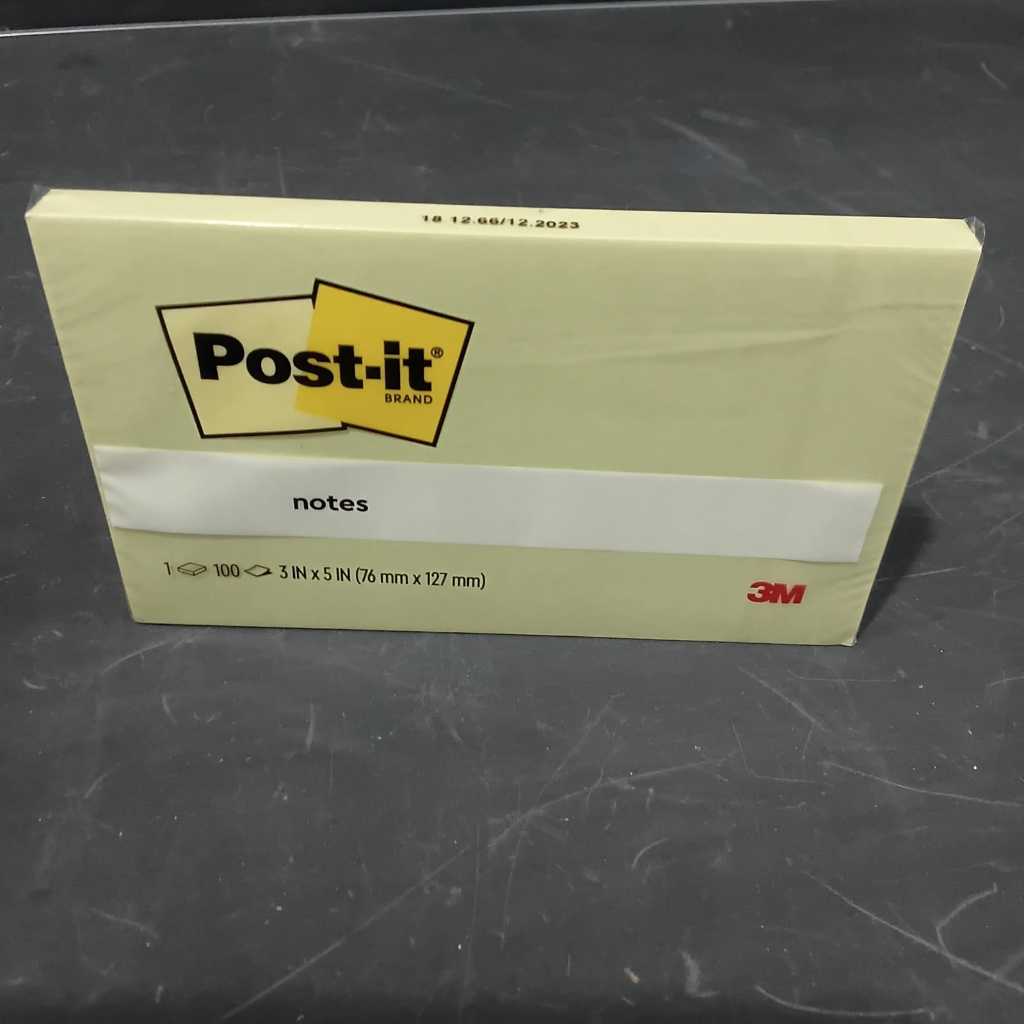 18 12.66/12.2023
Post-it®
BRAND
notes
1 100 3 IN x 5 IN (76 mm x 127 mm)
3M